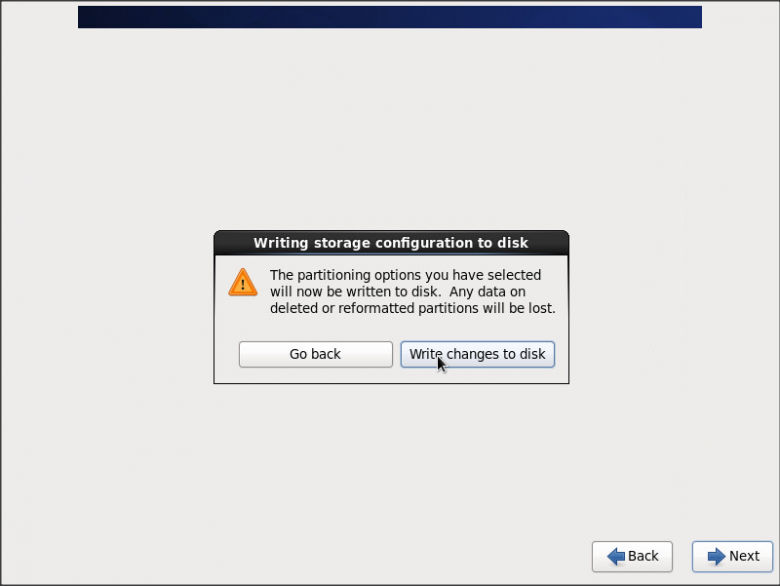 Writing storage configuration to disk
The partitioning options you have selected
will now be written to disk.  Any data on
deleted or reformatted partitions will be lost.
Go back
Write changes to disk
Back
Next